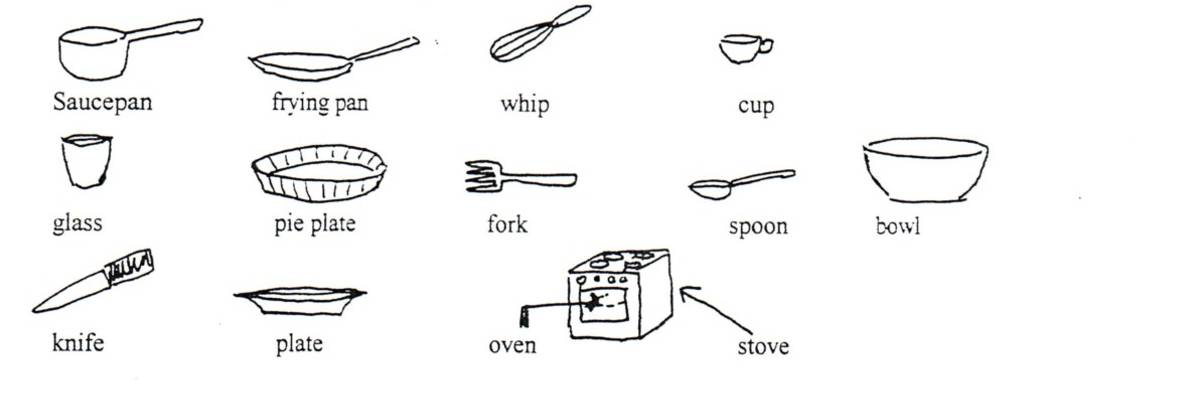 Saucepan frying pan whip cup
glass pie plate fork spoon bowl
knife plate oven stove